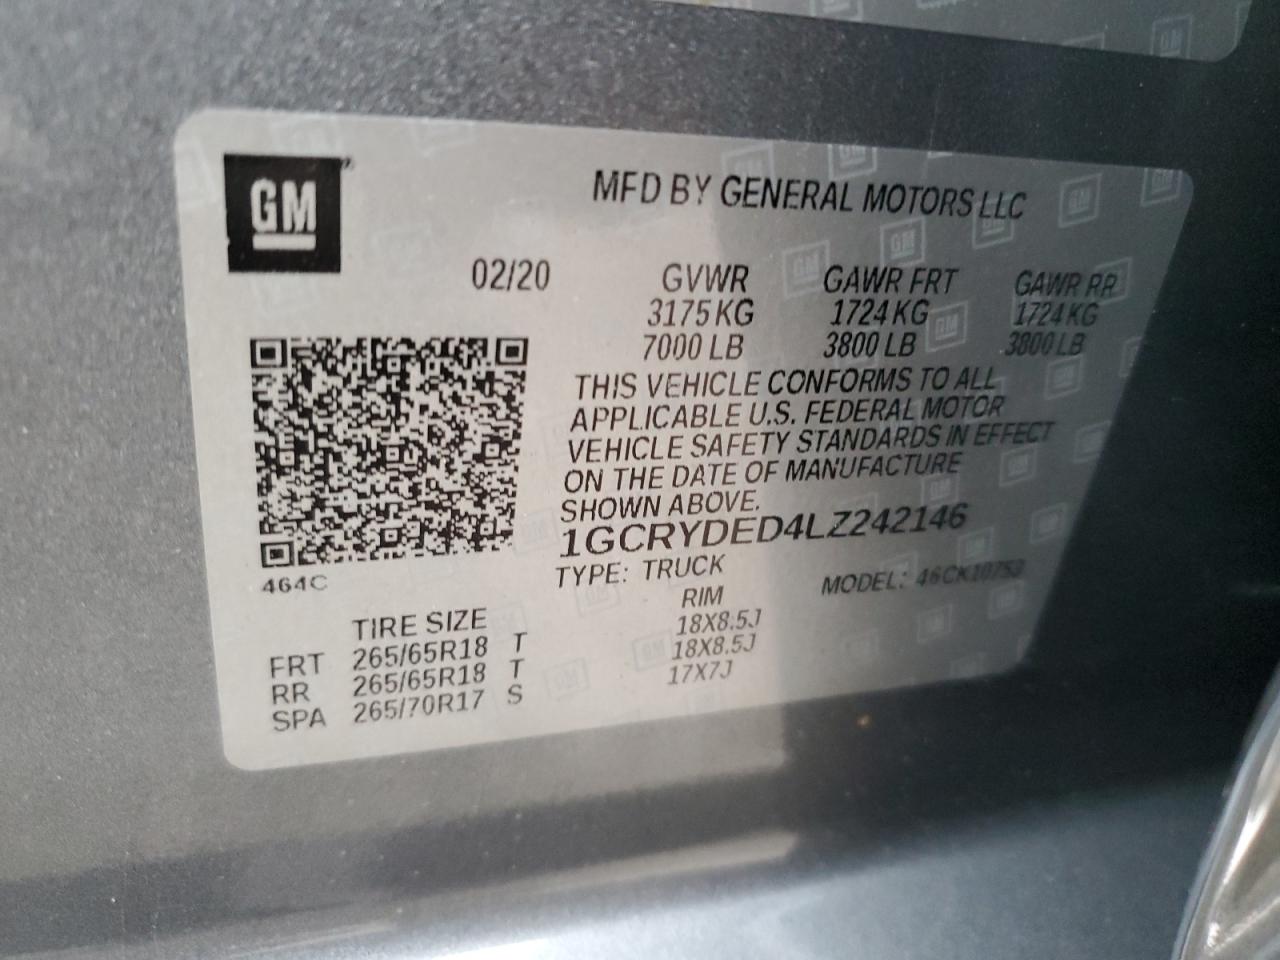 GM
MFD BY GENERAL MOTORS LLC
02/20 GVWR GAWR FRT GAWR RR
3175 KG 1724 KG 1724 KG
7000 LB 3800 LB 3800 LB
THIS VEHICLE CONFORMS TO ALL
APPLICABLE U.S. FEDERAL MOTOR
VEHICLE SAFETY STANDARDS IN EFFECT
ON THE DATE OF MANUFACTURE
SHOWN ABOVE.
1GCRYDED4LZ242146
464C
TYPE: TRUCK MODEL:
TIRE SIZE RIM
FRT 265/65R18 T 18X8.5J
RR 265/65R18 T 18X8.5J
SPA 265/70R17 S 17X7J